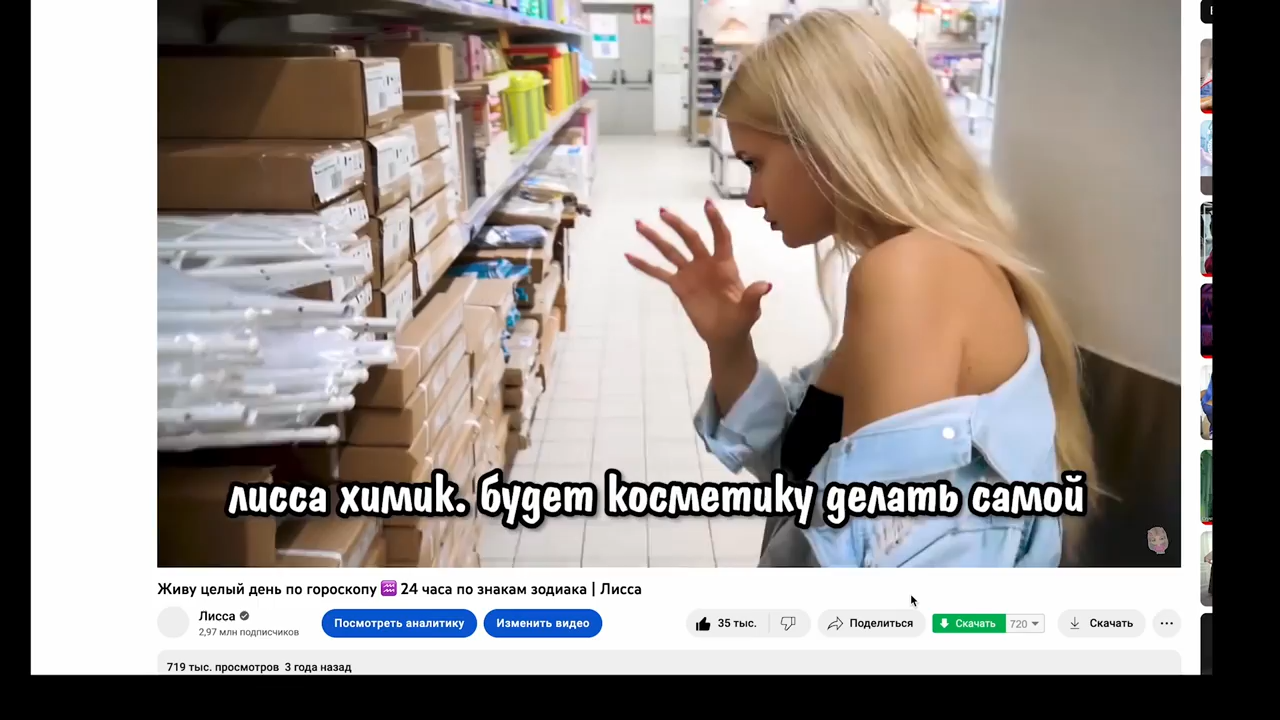 лисса химик. будет косметику делать самой
Живу целый день по гороскопу ♒ 24 часа по знакам зодиака | Лисса
Лисса
2,97 млн подписчиков
Посмотреть аналитику
Изменить видео
35 тыс.
Поделиться
Скачать
720
Скачать
719 тыс. просмотров 3 года назад